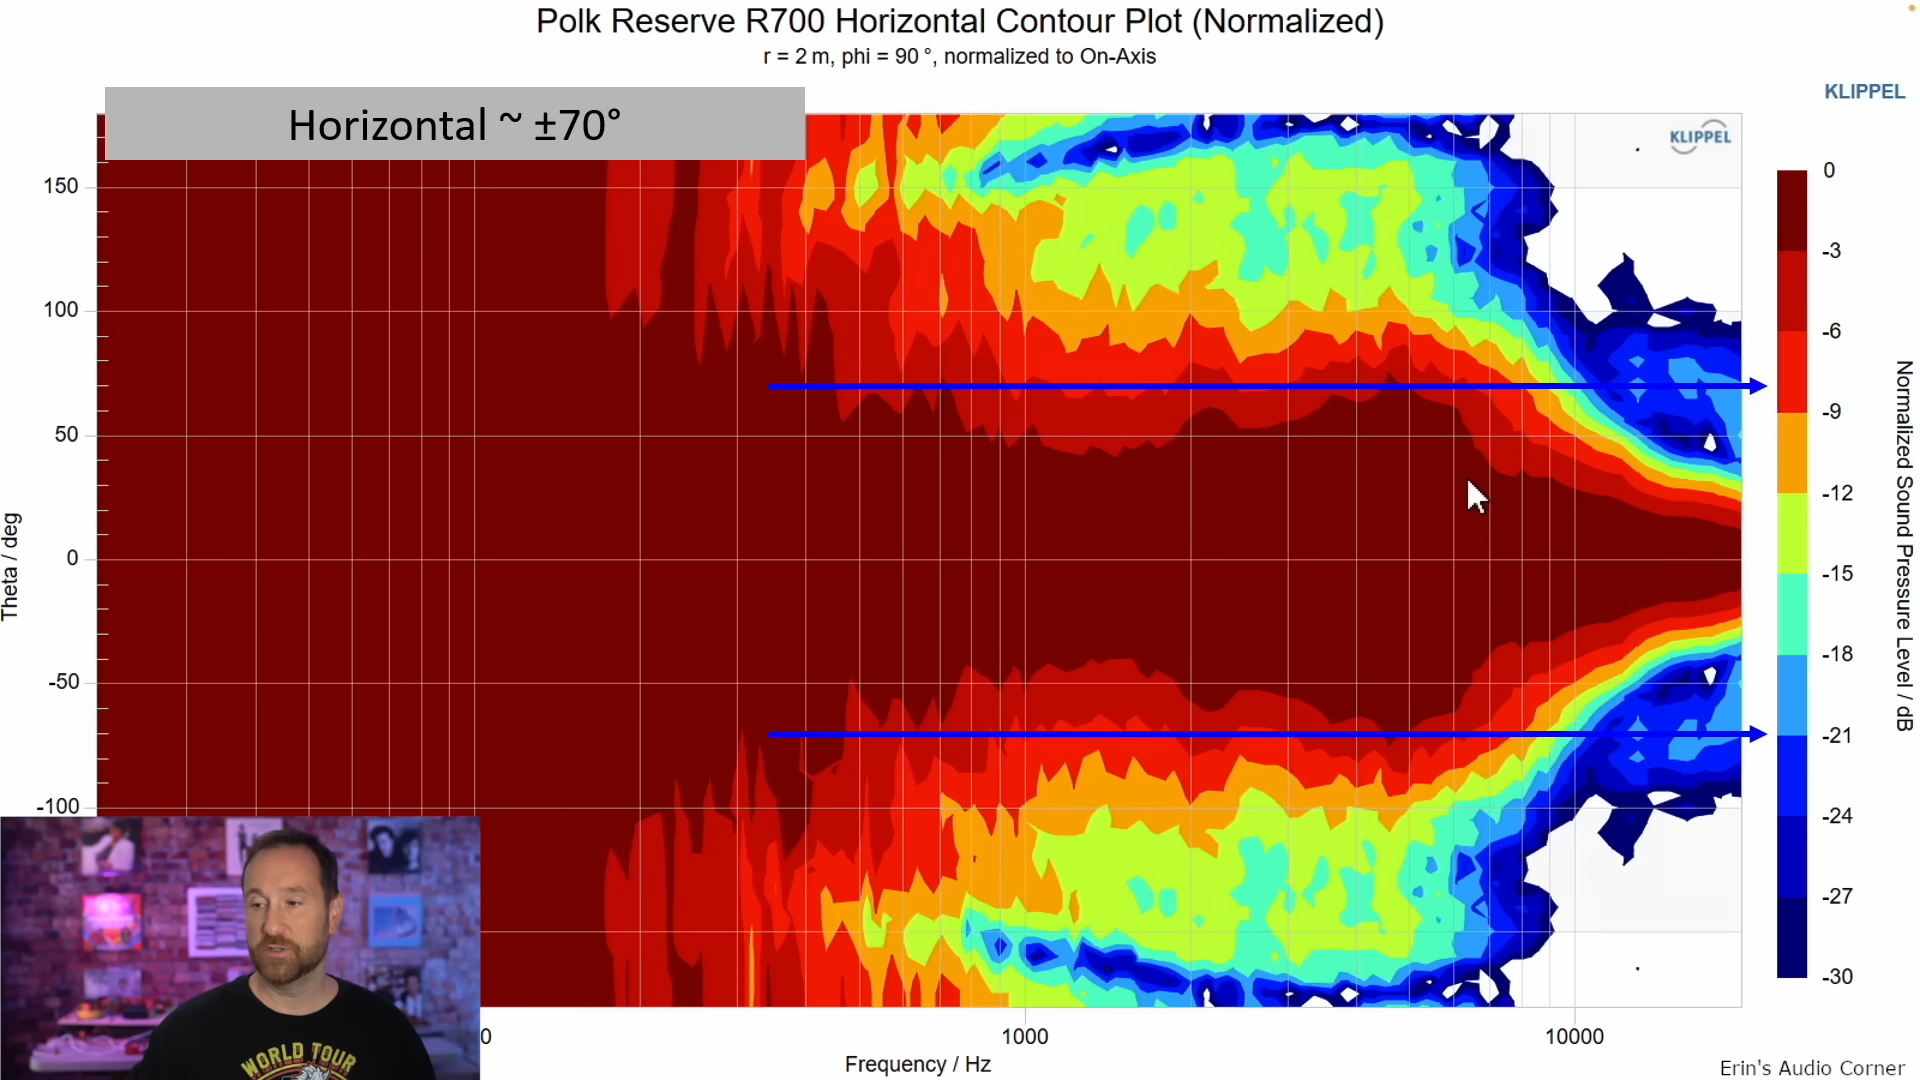 Polk Reserve R700 Horizontal Contour Plot (Normalized)
r = 2 m, phi = 90 °, normalized to On-Axis
KLIPPEL
Horizontal ~ ±70°
KLIPPEL
150
100
50
0
-50
-100
Theta / deg
0
-3
-6
-9
-12
-15
-18
-21
-24
-27
-30
Normalized Sound Pressure Level / dB
0
1000
10000
Frequency / Hz
WORLD TOUR
Erin's Audio Corner